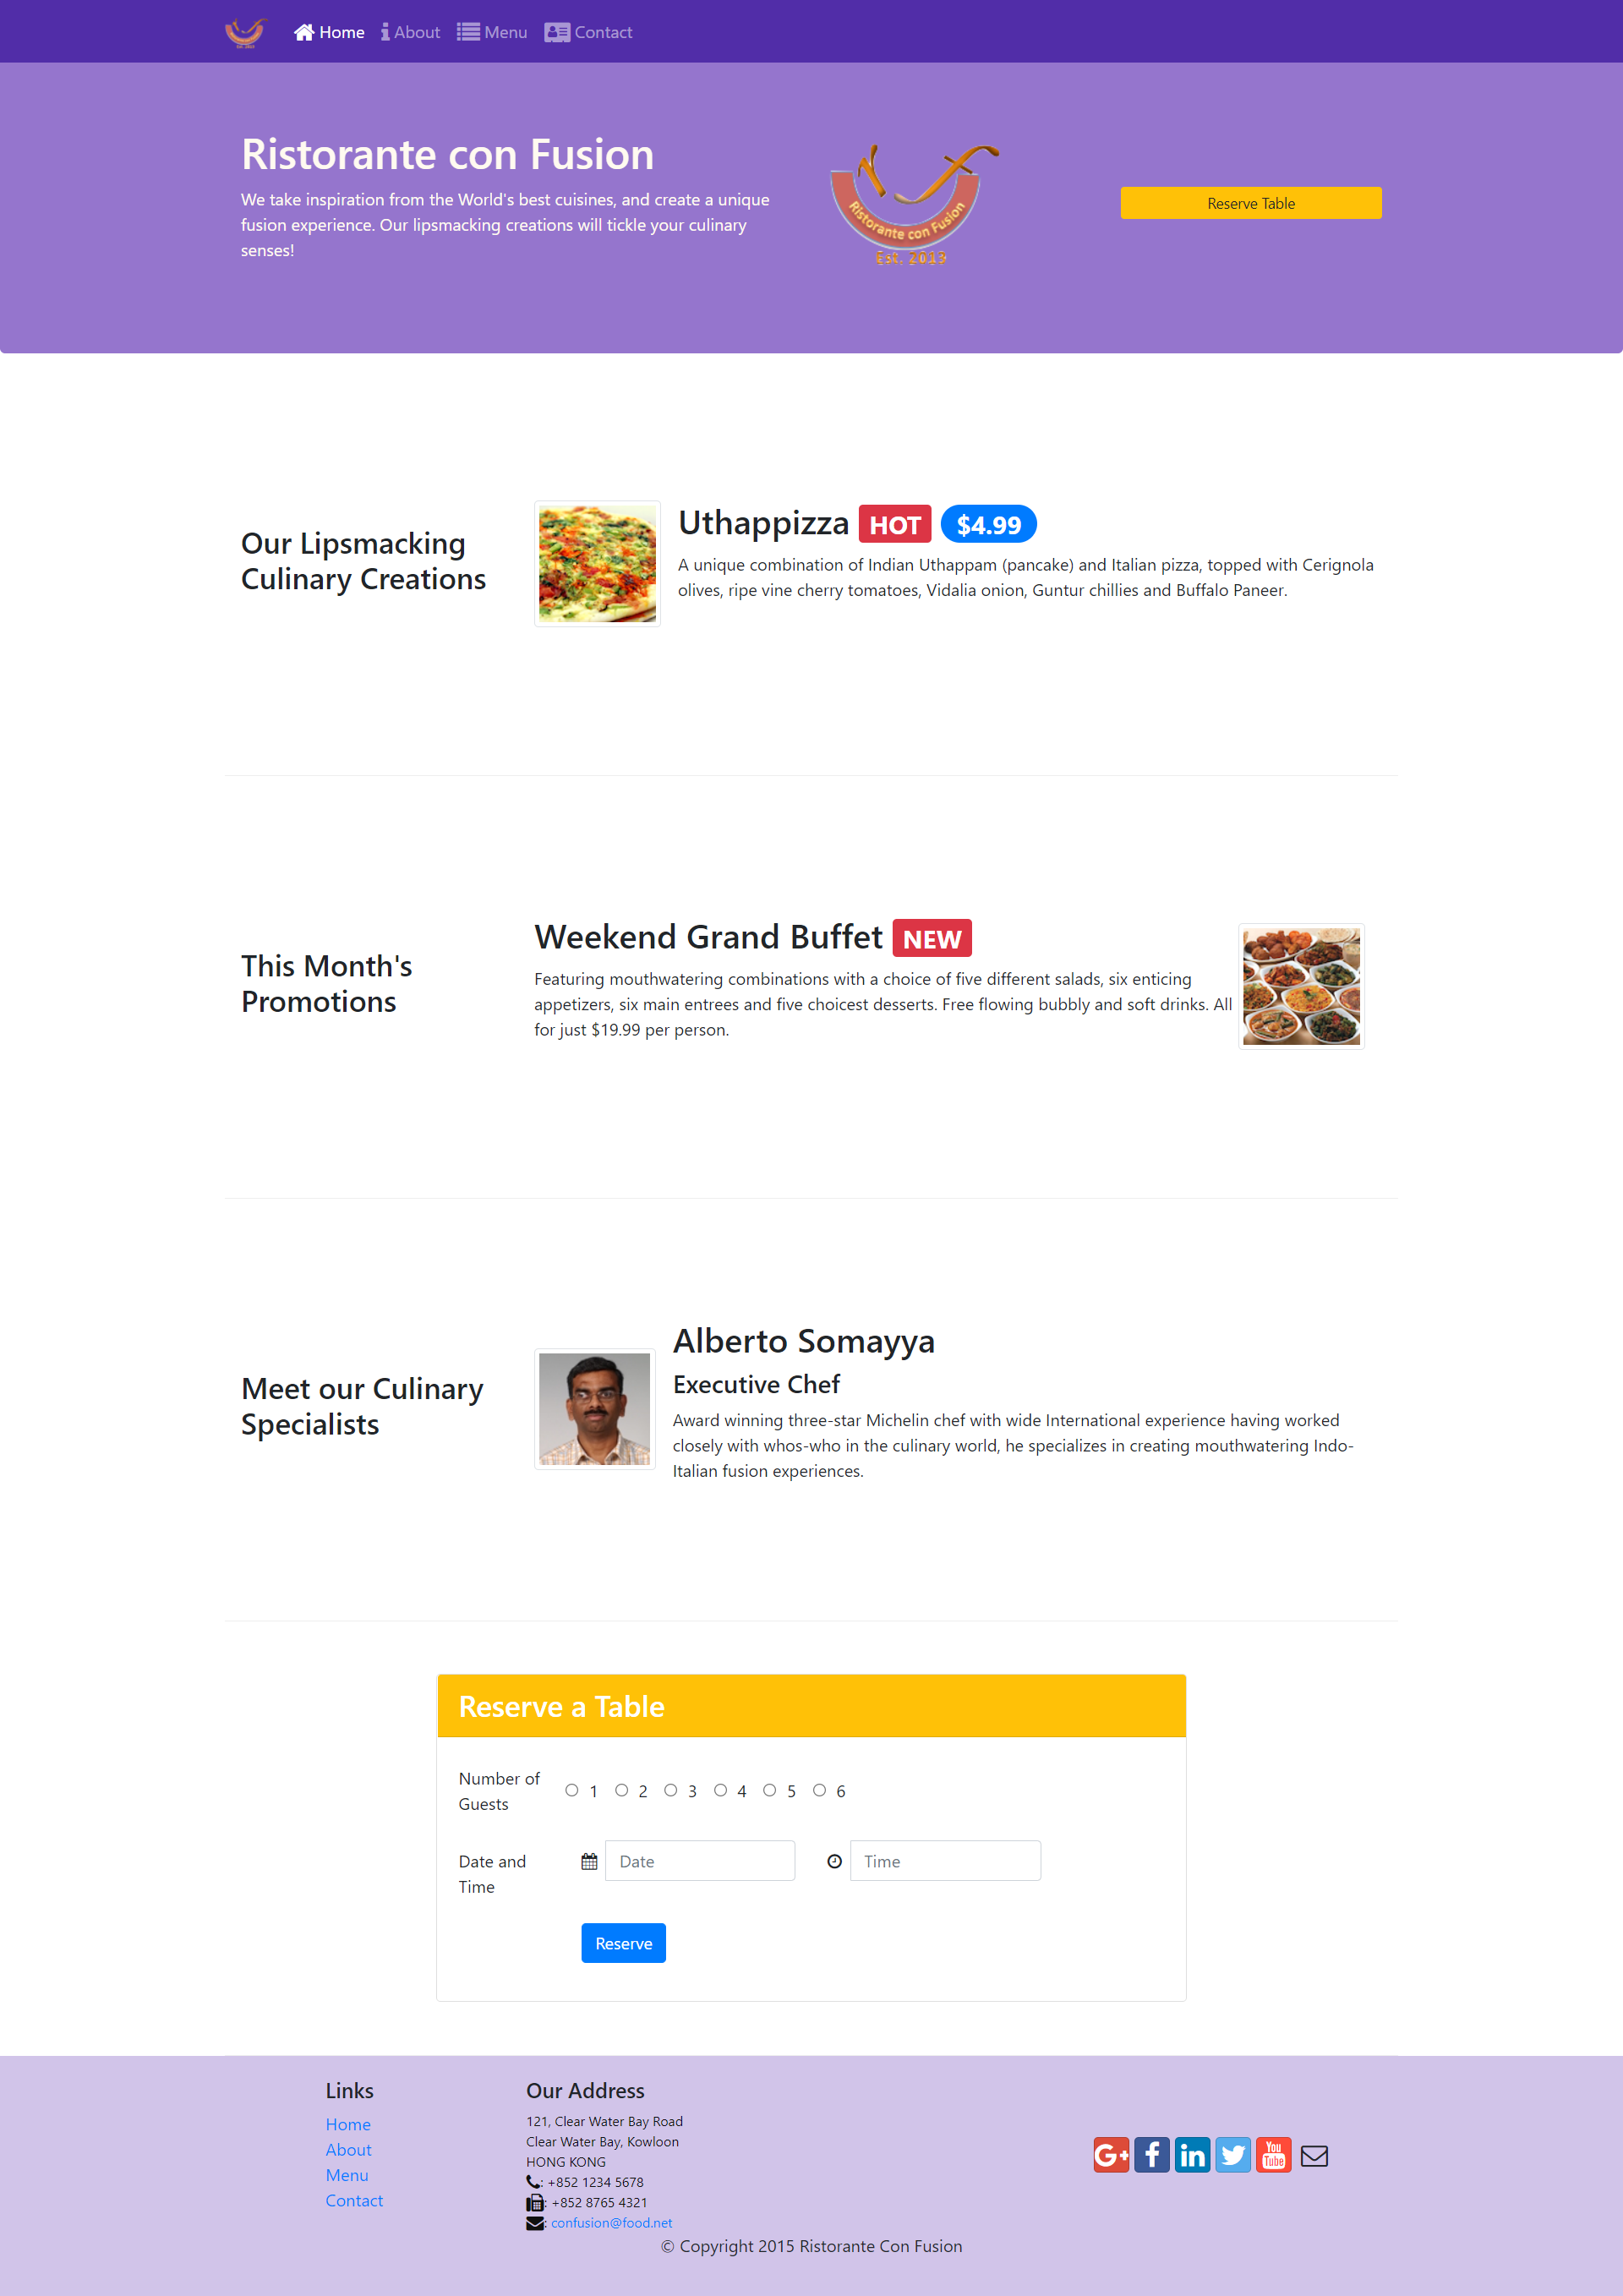 Home About Menu Contact
Ristorante con Fusion
We take inspiration from the World's best cuisines, and create a unique
fusion experience. Our lipsmacking creations will tickle your culinary
senses!
Ristorante con Fusion
Est. 2013
Reserve Table
Our Lipsmacking
Culinary Creations
Uthappizza HOT $4.99
A unique combination of Indian Uthappam (pancake) and Italian pizza, topped with Cerignola
olives, ripe vine cherry tomatoes, Vidalia onion, Guntur chillies and Buffalo Paneer.
This Month's
Promotions
Weekend Grand Buffet NEW
Featuring mouthwatering combinations with a choice of five different salads, six enticing
appetizers, six main entrees and five choicest desserts. Free flowing bubbly and soft drinks. All
for just $19.99 per person.
Meet our Culinary
Specialists
Alberto Somayya
Executive Chef
Award winning three-star Michelin chef with wide International experience having worked
closely with whos-who in the culinary world, he specializes in creating mouthwatering Indo-
Italian fusion experiences.
Reserve a Table
Number of
Guests
1 2 3 4 5 6
Date and
Time
Date
Time
Reserve
Links
Home
About
Menu
Contact
Our Address
121, Clear Water Bay Road
Clear Water Bay, Kowloon
HONG KONG
: +852 1234 5678
: +852 8765 4321
: confusion@food.net
G+ f in You Tube
© Copyright 2015 Ristorante Con Fusion